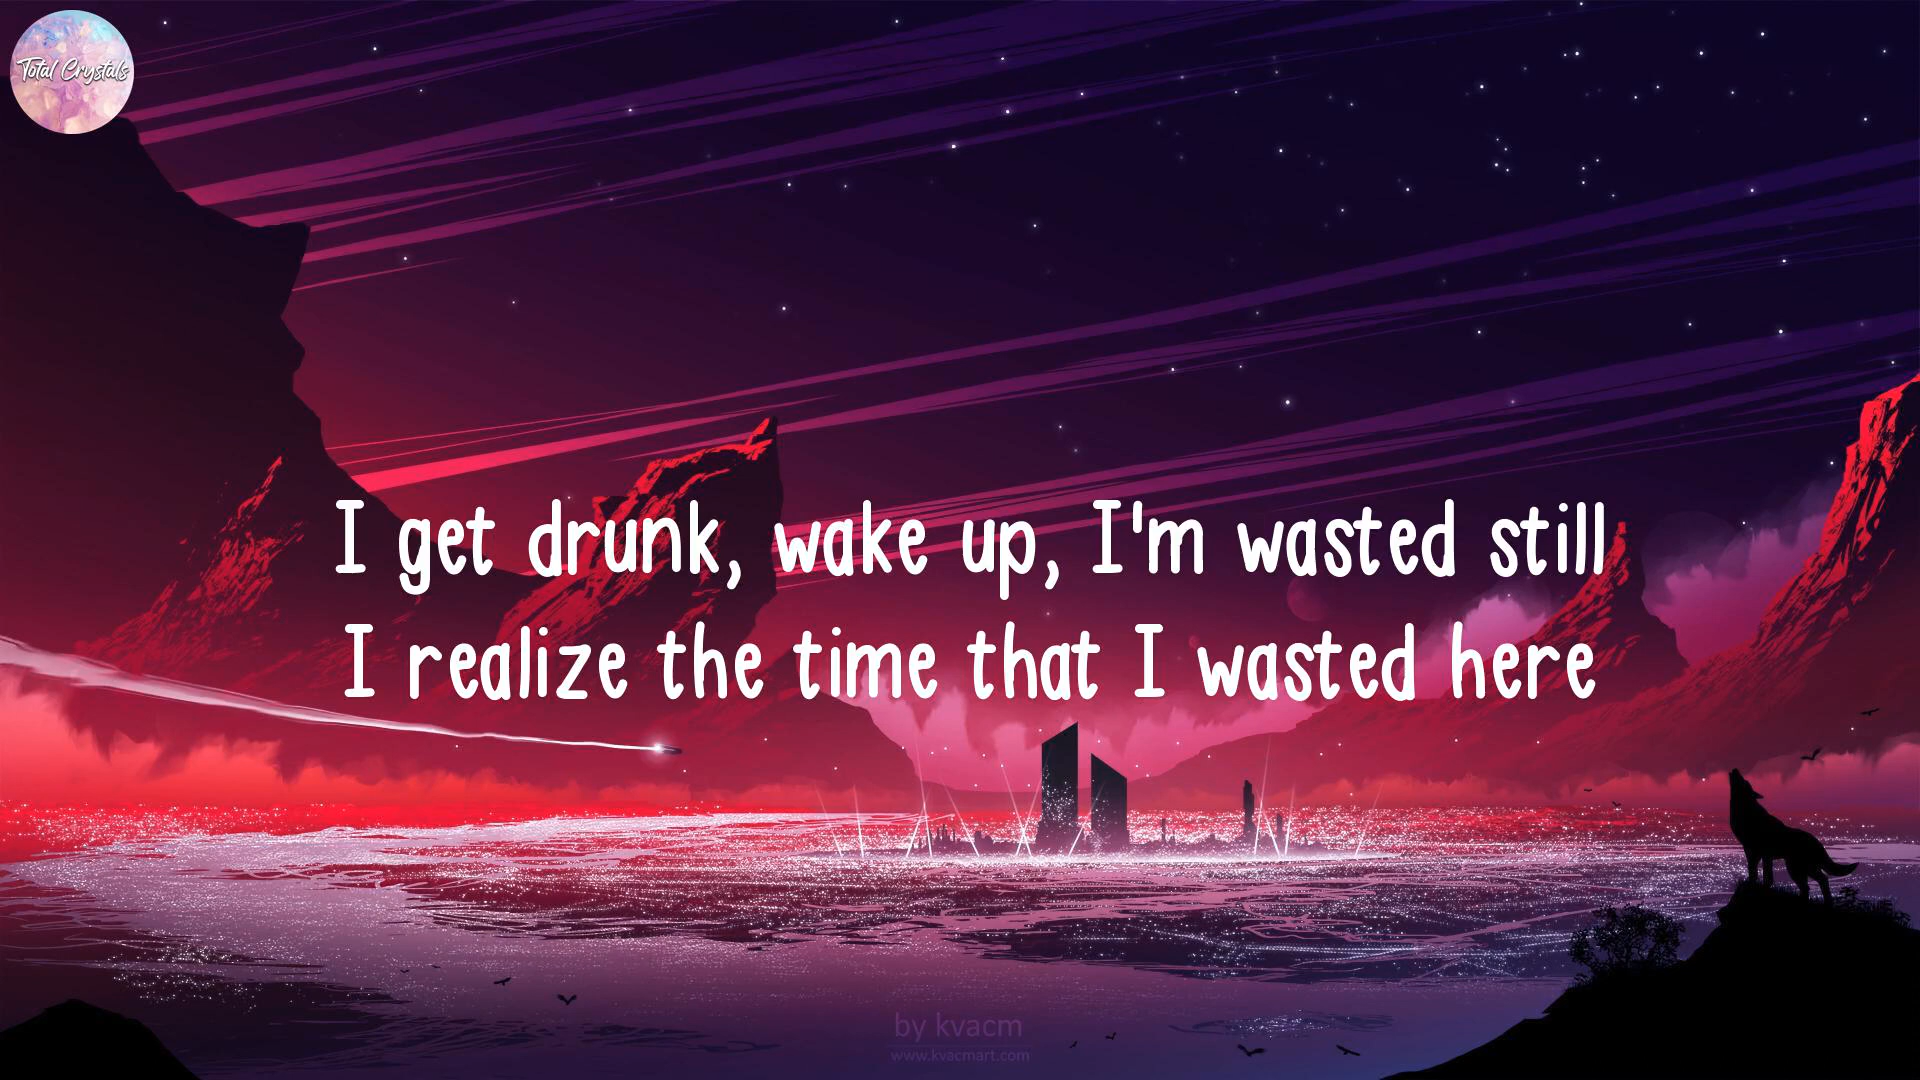 Total Crystals
I get drunk, wake up, I'm wasted still
I realize the time that I wasted here
by kvacm
www.kvacmart.com